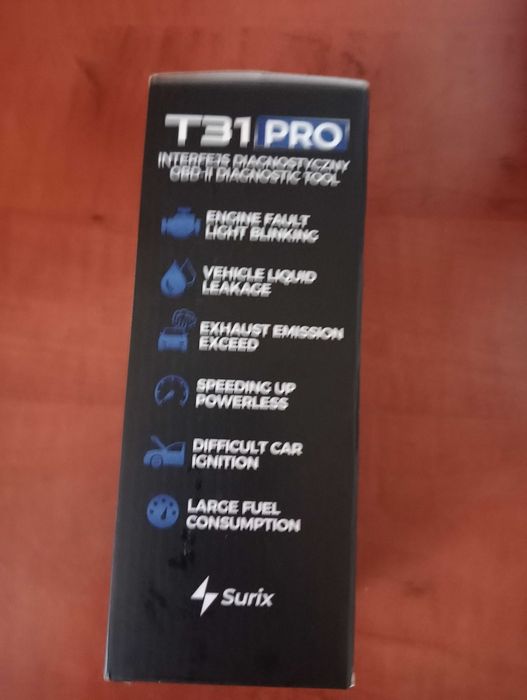 T31 PRO
INTERFEJS DIAGNOSTYCZNY
OBD-II DIAGNOSTIC TOOL
ENGINE FAULT
LIGHT BLINKING
VEHICLE LIQUID
LEAKAGE
EXHAUST EMISSION
EXCEED
SPEEDING UP
POWERLESS
DIFFICULT CAR
IGNITION
LARGE FUEL
CONSUMPTION
Surix